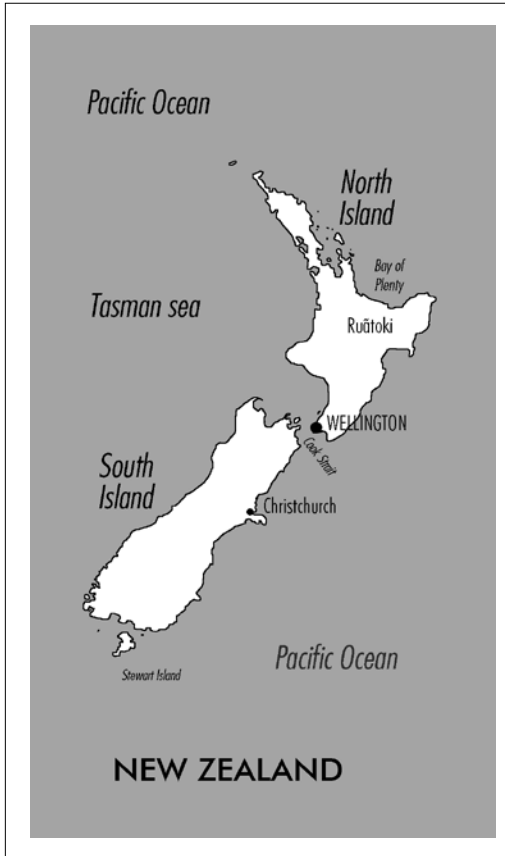 Pacific Ocean
North
Island
Bay of
Plenty
Tasman sea
Ruãtoki
WELLINGTON
Cook Strait
South
Island
Christchurch
Pacific Ocean
Stewart Island
NEW ZEALAND